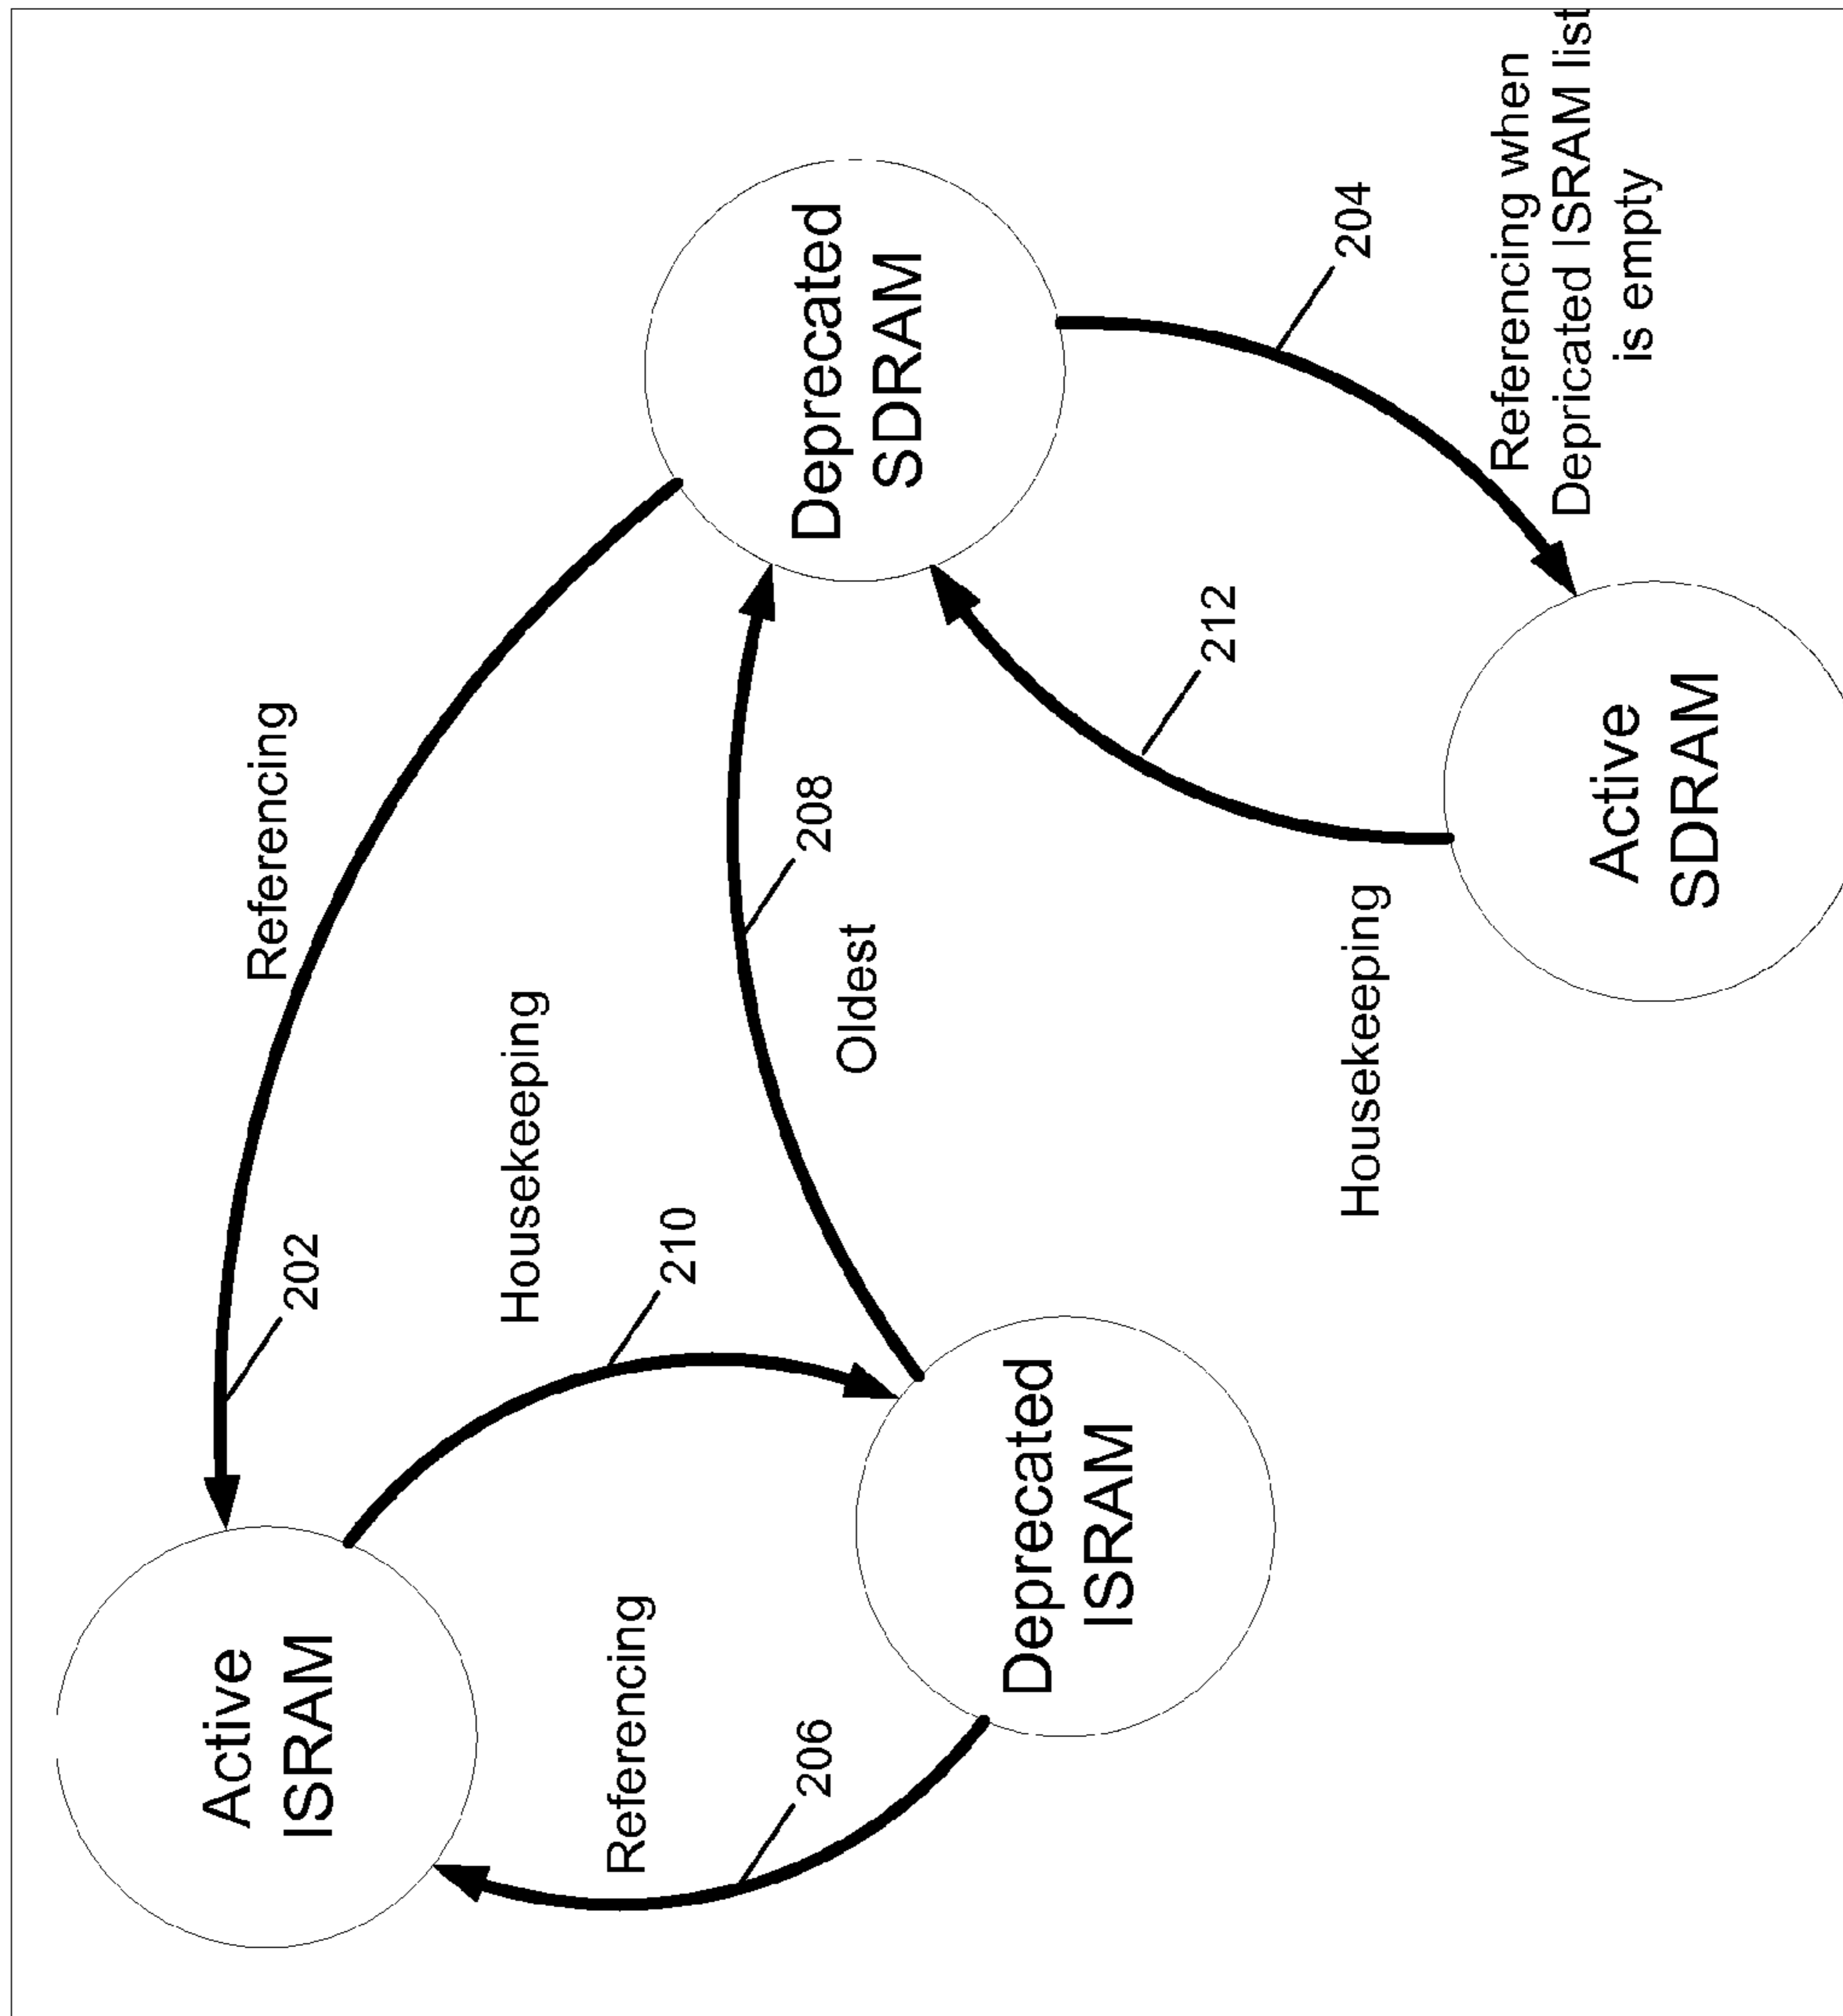 Active
ISRAM
202
Referencing
Housekeeping
210
Referencing
206
Deprecated
ISRAM
208
Oldest
Deprecated
SDRAM
204
Referencing when
Depricated ISRAM list
is empty
212
Housekeeping
Active
SDRAM